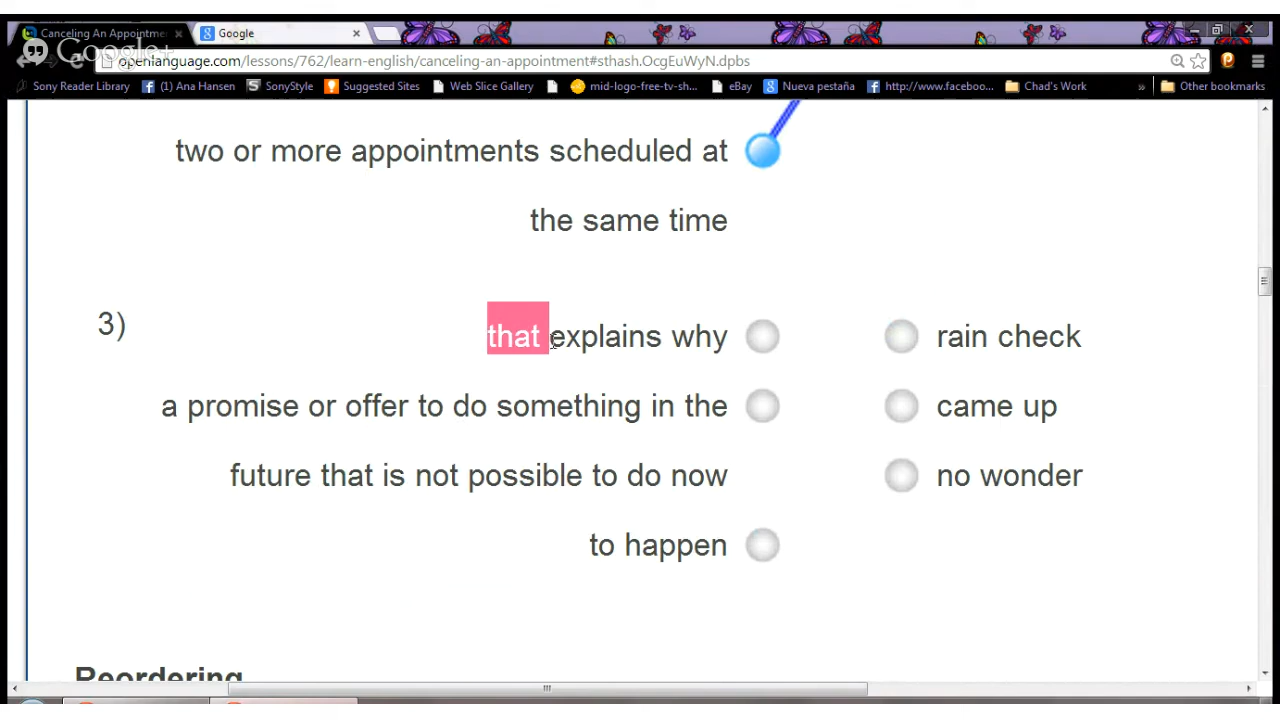 Canceling An Appointme
Google
Google+
openlanguage.com/lessons/762/learn-english/canceling-an-appointment#sthash.OcgEuWyN.dpbs
Sony Reader Library (1) Ana Hansen SonyStyle Suggested Sites Web Slice Gallery mid-logo-free-tv-sh... eBay Nueva pestaña http://www.faceboo... Chad's Work » Other bookmarks
two or more appointments scheduled at
the same time
3) that explains why rain check
a promise or offer to do something in the came up
future that is not possible to do now no wonder
to happen
Reordering